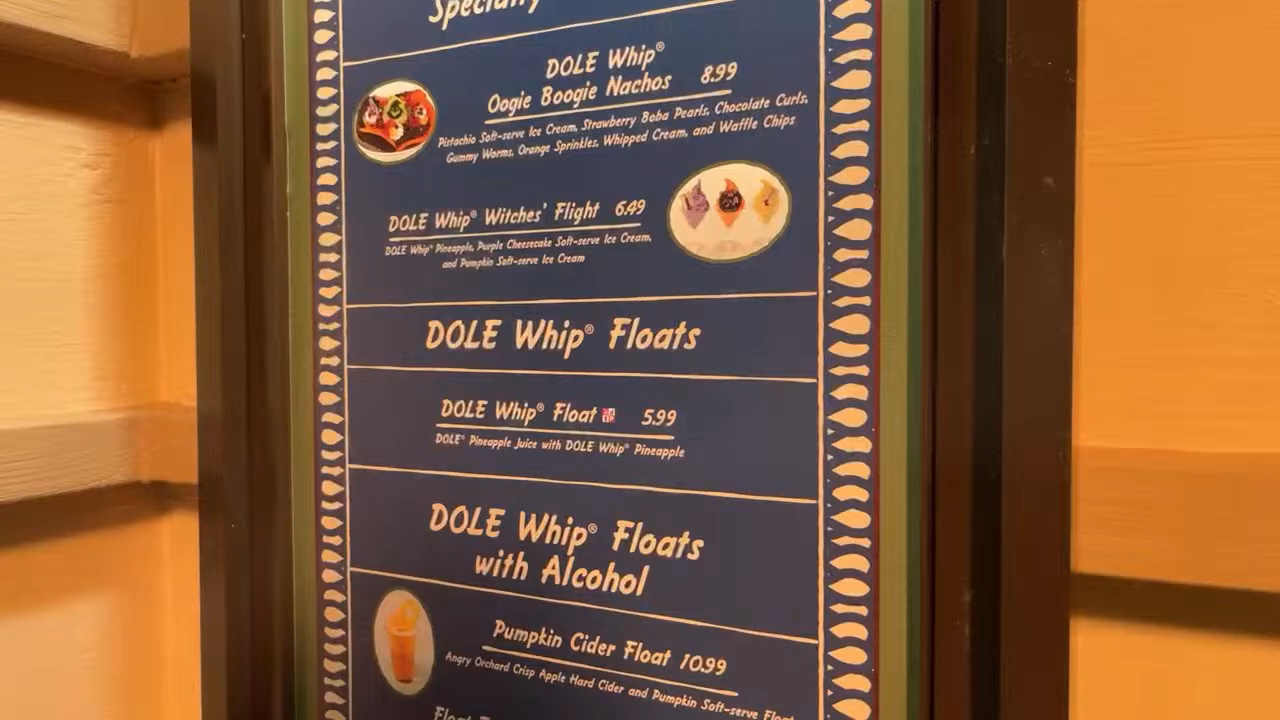 Specialty
DOLE Whip®
Oogie Boogie Nachos 8.99
Pistachio Soft-serve Ice Cream, Strawberry Boba Pearls, Chocolate Curls,
Gummy Worms, Orange Sprinkles, Whipped Cream, and Waffle Chips
DOLE Whip® Witches' Flight 6.49
DOLE Whip® Pineapple, Purple Cheesecake Soft-serve Ice Cream,
and Pumpkin Soft-serve Ice Cream
DOLE Whip® Floats
DOLE Whip® Float 5.99
DOLE® Pineapple Juice with DOLE Whip® Pineapple
DOLE Whip® Floats
with Alcohol
Pumpkin Cider Float 10.99
Angry Orchard Crisp Apple Hard Cider and Pumpkin Soft-serve Float
Float